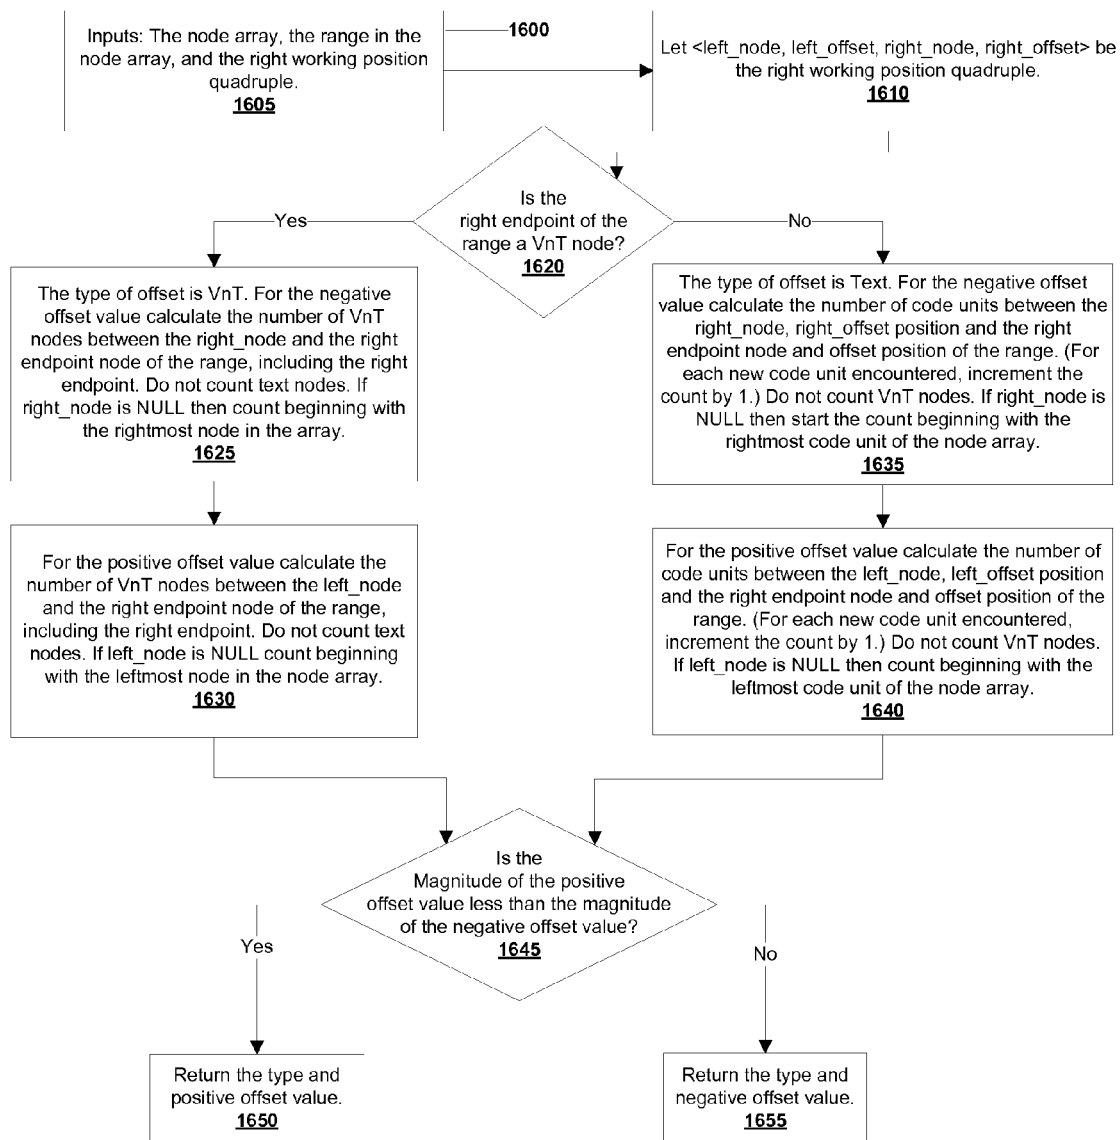 Inputs: The node array, the range in the
node array, and the right working position
quadruple.
1605
1600
Let <left_node, left_offset, right_node, right_offset> be
the right working position quadruple.
1610
Is the
right endpoint of the
range a VnT node?
1620
Yes
No
The type of offset is VnT. For the negative
offset value calculate the number of VnT
nodes between the right_node and the right
endpoint node of the range, including the right
endpoint. Do not count text nodes. If
right_node is NULL then count beginning with
the rightmost node in the array.
1625
The type of offset is Text. For the negative offset
value calculate the number of code units between the
right_node, right_offset position and the right
endpoint node and offset position of the range. (For
each new code unit encountered, increment the
count by 1.) Do not count VnT nodes. If right_node is
NULL then start the count beginning with the
rightmost code unit of the node array.
1635
For the positive offset value calculate the
number of VnT nodes between the left_node
and the right endpoint node of the range,
including the right endpoint. Do not count text
nodes. If left_node is NULL count beginning
with the leftmost node in the node array.
1630
For the positive offset value calculate the number of
code units between the left_node, left_offset position
and the right endpoint node and offset position of the
range. (For each new code unit encountered,
increment the count by 1.) Do not count VnT nodes.
If left_node is NULL then count beginning with the
leftmost code unit of the node array.
1640
Is the
Magnitude of the positive
offset value less than the magnitude
of the negative offset value?
1645
Yes
No
Return the type and
positive offset value.
1650
Return the type and
negative offset value.
1655